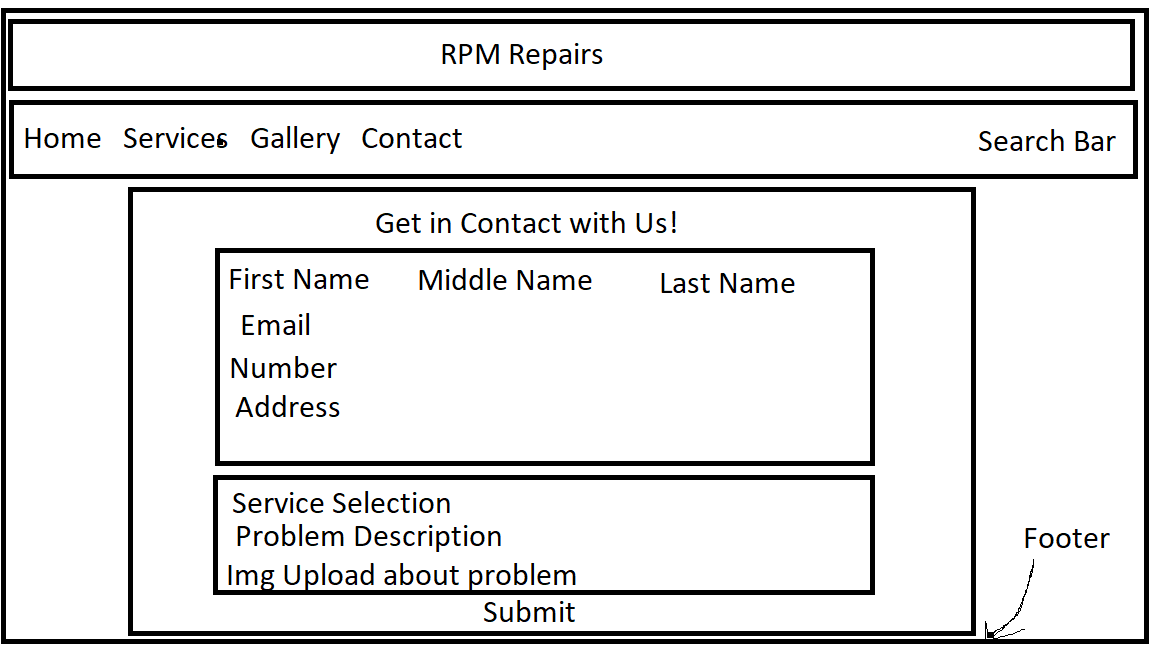 RPM Repairs
Home Services Gallery Contact Search Bar
Get in Contact with Us!
First Name Middle Name Last Name
Email
Number
Address
Service Selection
Problem Description
Img Upload about problem
Submit
Footer